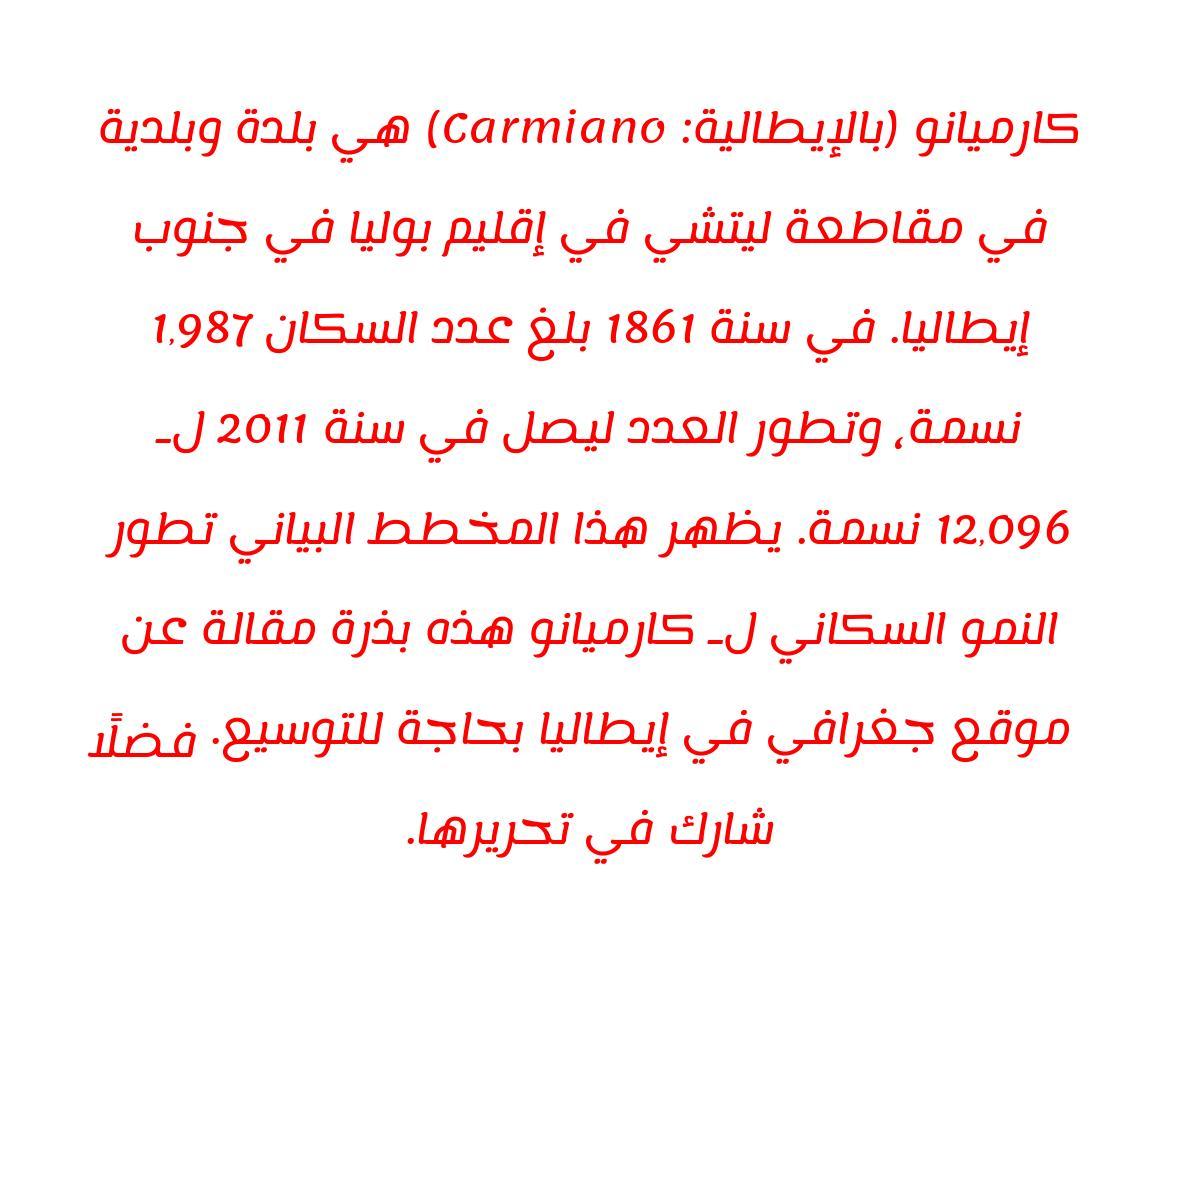 كارميانو (بالإيطالية: Carmiano) هي بلدة وبلدية
في مقاطعة ليتشي في إقليم بوليا في جنوب
إيطاليا. في سنة 1861 بلغ عدد السكان 1,987
نسمة، وتطور العدد ليصل في سنة 2011 لـ
12,096 نسمة. يظهر هذا المخطط البياني تطور
النمو السكاني لـ كارميانو هذه بذرة مقالة عن
موقع جغرافي في إيطاليا بحاجة للتوسيع. فضلًا
شارك في تحريرها.